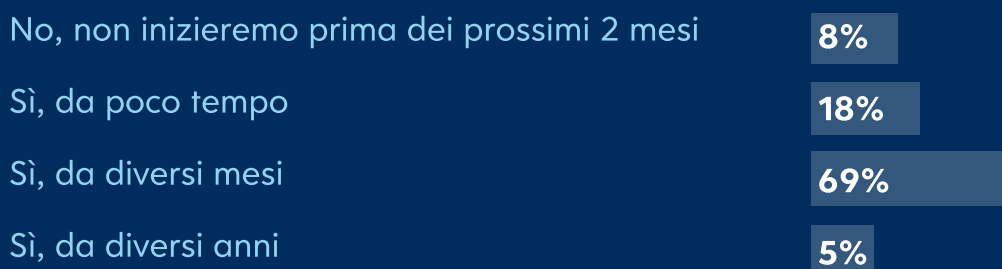 No, non inizieremo prima dei prossimi 2 mesi 8%
Sì, da poco tempo 18%
Sì, da diversi mesi 69%
Sì, da diversi anni 5%